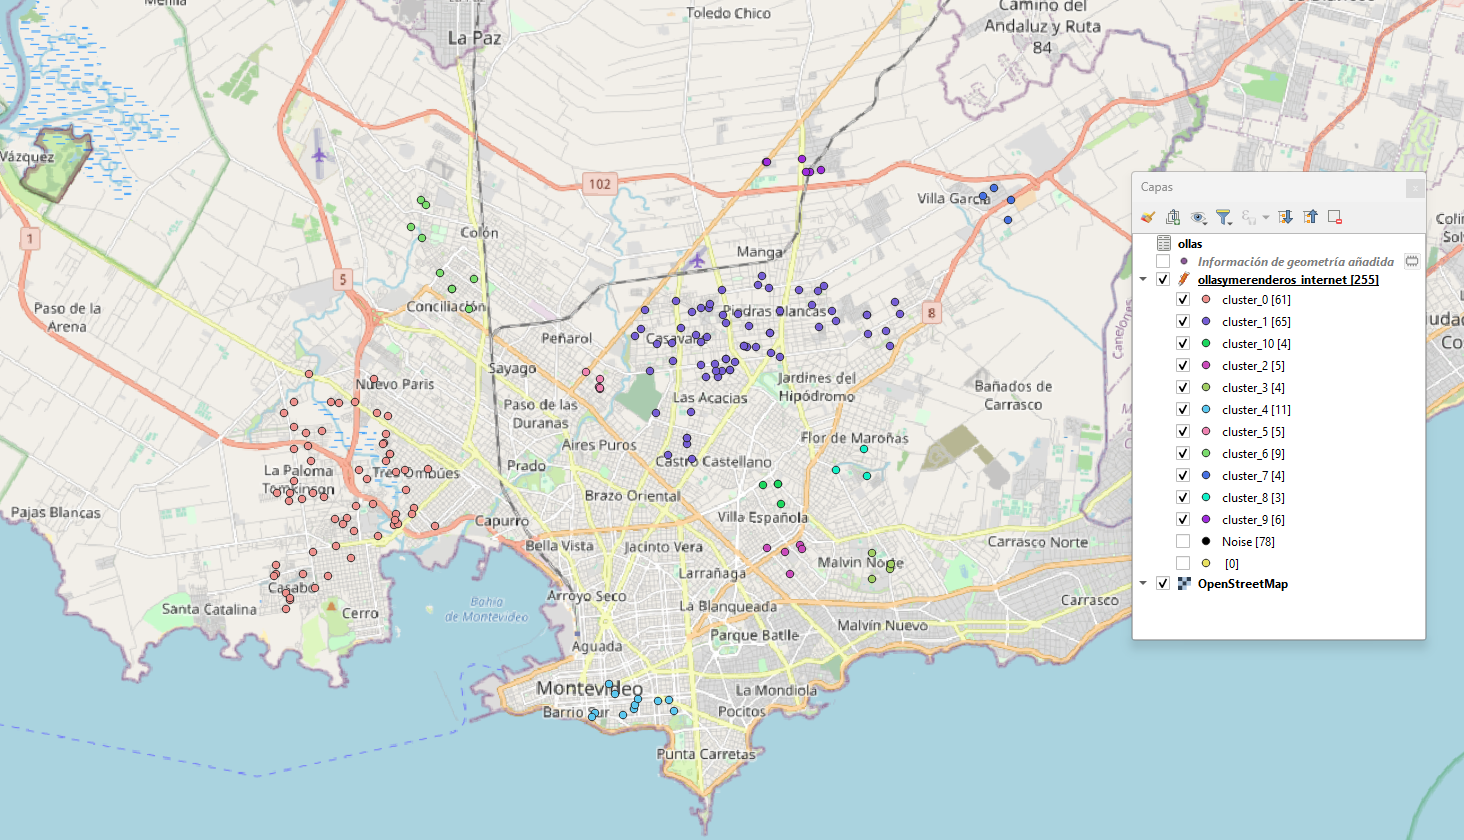 Melilla
La Paz
La Paz
Toledo Chico
Camino del
Andaluz y Ruta
84
Vázquez
102
Villa García
1
5
Colón
Manga
Paso de la
Arena
Conciliación
Peñarol
Casavalle
Piedras Blancas
8
Sayago
Nuevo París
Paso de las
Duranas
Las Acacias
Jardines del
Hipódromo
Bañados de
Carrasco
Canelones
Aires Puros
Flor de Maroñas
La Paloma
Tomkinson
Tres Ombúes
Prado
Castro Castellano
Brazo Oriental
Pajas Blancas
Capurro
Villa Española
Bella Vista
Jacinto Vera
Carrasco Norte
Malvín Norte
Larrañaga
Casabó
Santa Catalina
Cerro
Bahía
de Montevideo
Arroyo Seco
La Blanqueada
Carrasco
Malvín Nuevo
Aguada
Parque Batlle
Montevideo
Barrio Sur
La Mondiola
Pocitos
Punta Carretas
Capas
ollas
Información de geometría añadida
ollasymerenderos_internet [255]
cluster_0 [61]
cluster_1 [65]
cluster_10 [4]
cluster_2 [5]
cluster_3 [4]
cluster_4 [11]
cluster_5 [5]
cluster_6 [9]
cluster_7 [4]
cluster_8 [3]
cluster_9 [6]
Noise [78]
[0]
OpenStreetMap